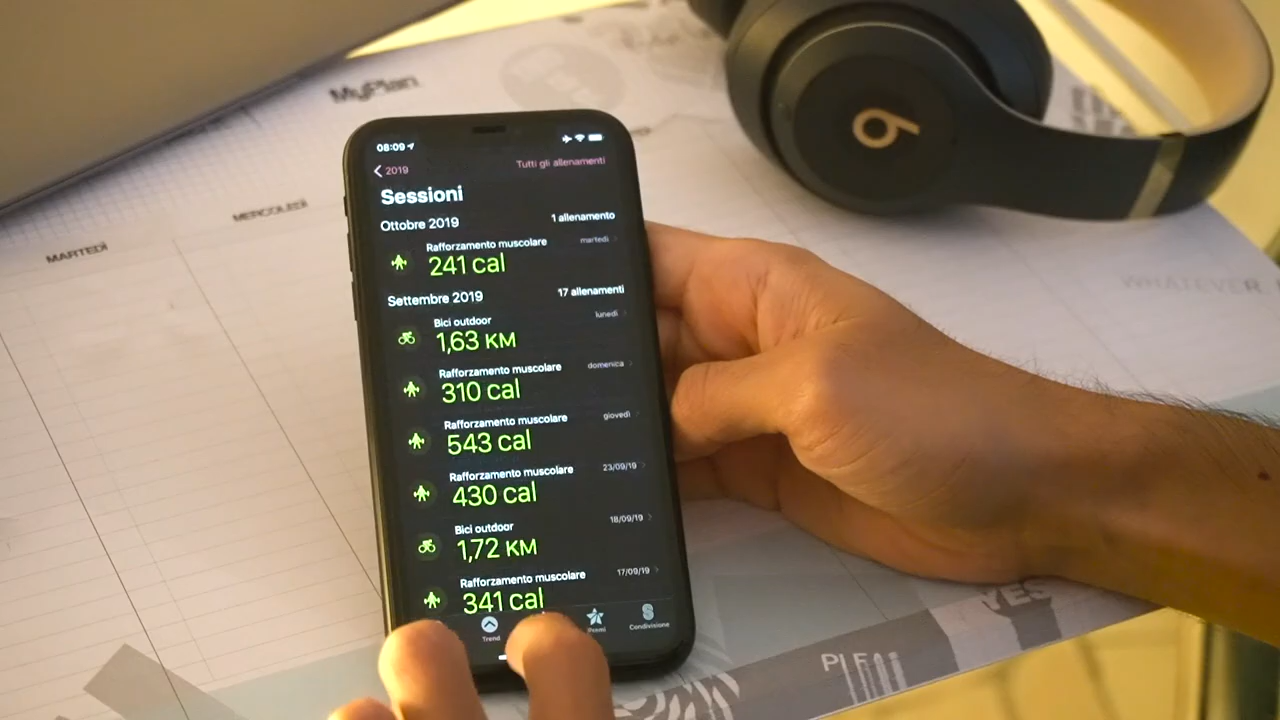 MyPlan
MERCOLEDÌ
MARTEDÌ
WHATEVER
08:09
2019
Tutti gli allenamenti
Sessioni
Ottobre 2019
1 allenamento
Rafforzamento muscolare
martedì
241 cal
Settembre 2019
17 allenamenti
Bici outdoor
lunedì
1,63 KM
Rafforzamento muscolare
domenica
310 cal
Rafforzamento muscolare
giovedì
543 cal
Rafforzamento muscolare
23/09/19
430 cal
Bici outdoor
18/09/19
1,72 KM
Rafforzamento muscolare
17/09/19
341 cal
Trend
Premi
Condivisione
YES